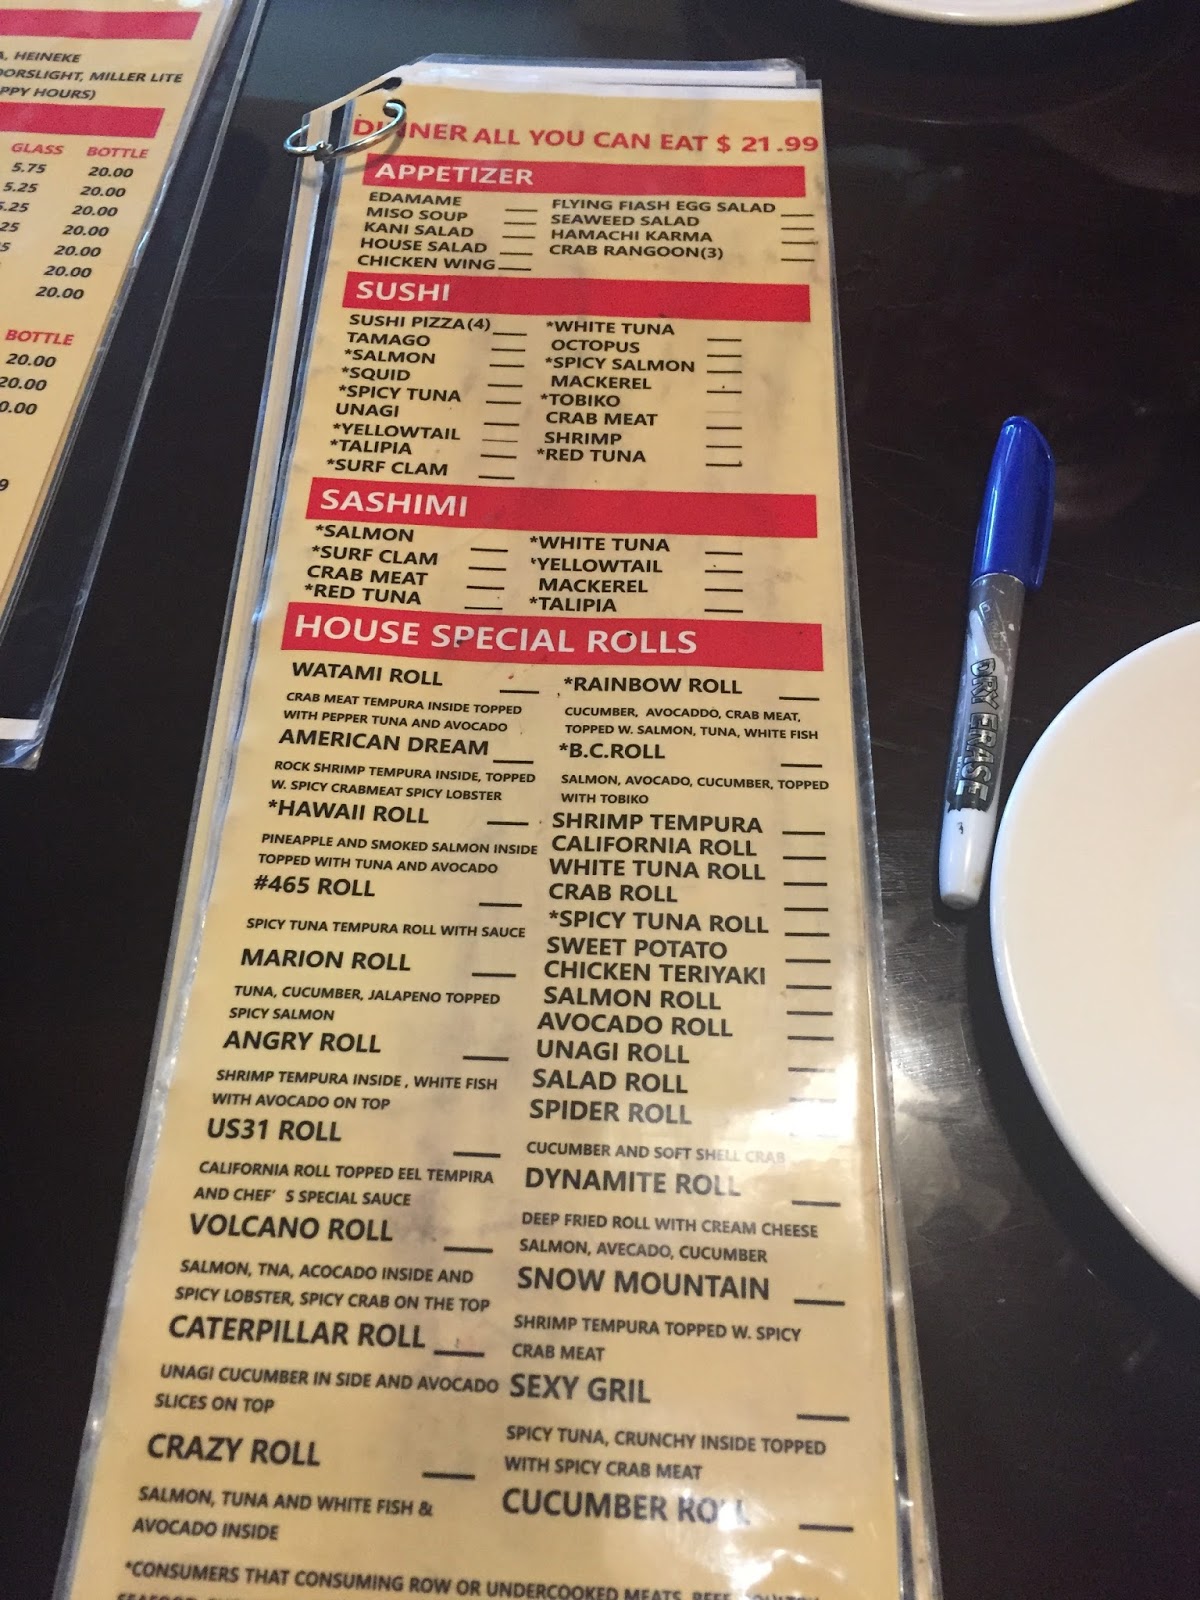 , HEINEKE
ORSLIGHT, MILLER LITE
PPY HOURS)
GLASS BOTTLE
5.75 20.00
5.25 20.00
5.25 20.00
25 20.00
20.00
20.00
20.00
BOTTLE
20.00
20.00
0.00
9
DINNER ALL YOU CAN EAT $ 21.99
APPETIZER
EDAMAME
MISO SOUP
KANI SALAD
HOUSE SALAD
CHICKEN WING
FLYING FIASH EGG SALAD
SEAWEED SALAD
HAMACHI KARMA
CRAB RANGOON(3)
SUSHI
SUSHI PIZZA(4)
TAMAGO
*SALMON
*SQUID
*SPICY TUNA
UNAGI
*YELLOWTAIL
*TALIPIA
*SURF CLAM
*WHITE TUNA
OCTOPUS
*SPICY SALMON
MACKEREL
*TOBIKO
CRAB MEAT
SHRIMP
*RED TUNA
SASHIMI
*SALMON
*SURF CLAM
CRAB MEAT
*RED TUNA
*WHITE TUNA
*YELLOWTAIL
MACKEREL
*TALIPIA
HOUSE SPECIAL ROLLS
WATAMI ROLL
CRAB MEAT TEMPURA INSIDE TOPPED
WITH PEPPER TUNA AND AVOCADO
AMERICAN DREAM
ROCK SHRIMP TEMPURA INSIDE, TOPPED
W. SPICY CRABMEAT SPICY LOBSTER
*HAWAII ROLL
PINEAPPLE AND SMOKED SALMON INSIDE
TOPPED WITH TUNA AND AVOCADO
#465 ROLL
SPICY TUNA TEMPURA ROLL WITH SAUCE
MARION ROLL
TUNA, CUCUMBER, JALAPENO TOPPED
SPICY SALMON
ANGRY ROLL
SHRIMP TEMPURA INSIDE , WHITE FISH
WITH AVOCADO ON TOP
US31 ROLL
CALIFORNIA ROLL TOPPED EEL TEMPIRA
AND CHEF' S SPECIAL SAUCE
VOLCANO ROLL
SALMON, TNA, ACOCADO INSIDE AND
SPICY LOBSTER, SPICY CRAB ON THE TOP
CATERPILLAR ROLL
UNAGI CUCUMBER IN SIDE AND AVOCADO
SLICES ON TOP
CRAZY ROLL
SALMON, TUNA AND WHITE FISH &
AVOCADO INSIDE
*RAINBOW ROLL
CUCUMBER, AVOCADDO, CRAB MEAT,
TOPPED W. SALMON, TUNA, WHITE FISH
*B.C.ROLL
SALMON, AVOCADO, CUCUMBER, TOPPED
WITH TOBIKO
SHRIMP TEMPURA
CALIFORNIA ROLL
WHITE TUNA ROLL
CRAB ROLL
*SPICY TUNA ROLL
SWEET POTATO
CHICKEN TERIYAKI
SALMON ROLL
AVOCADO ROLL
UNAGI ROLL
SALAD ROLL
SPIDER ROLL
CUCUMBER AND SOFT SHELL CRAB
DYNAMITE ROLL
DEEP FRIED ROLL WITH CREAM CHEESE
SALMON, AVECADO, CUCUMBER
SNOW MOUNTAIN
SHRIMP TEMPURA TOPPED W. SPICY
CRAB MEAT
SEXY GRIL
SPICY TUNA, CRUNCHY INSIDE TOPPED
WITH SPICY CRAB MEAT
CUCUMBER ROLL
*CONSUMERS THAT CONSUMING ROW OR UNDERCOOKED MEATS, BEEF, POULTRY
DRY ERASE